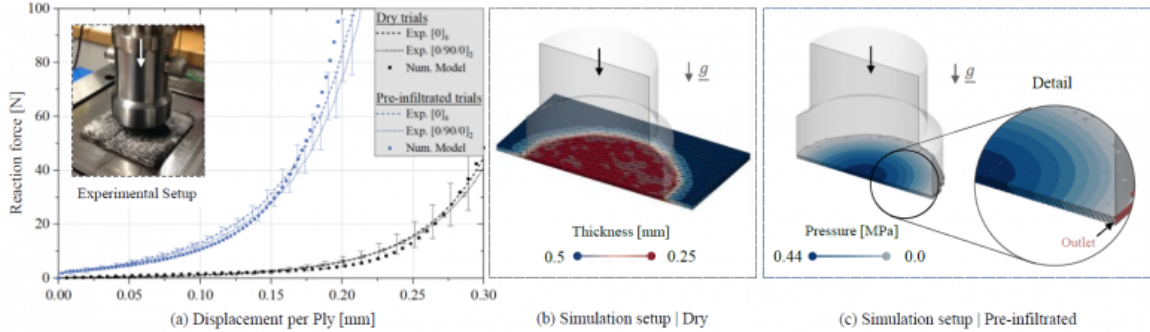 Reaction force [N]
100
80
60
40
20
0
0.00
0.05
0.10
0.15
0.20
0.25
0.30
Experimental Setup
Dry trials
Exp. [0]₆
Exp. [0/90/0]₂
Num. Model
Pre-infiltrated trials
Exp. [0]₆
Exp. [0/90/0]₂
Num. Model
(a) Displacement per Ply [mm]
g
Thickness [mm]
0.5
0.25
(b) Simulation setup | Dry
g
Detail
Outlet
Pressure [MPa]
0.44
0.0
(c) Simulation setup | Pre-infiltrated